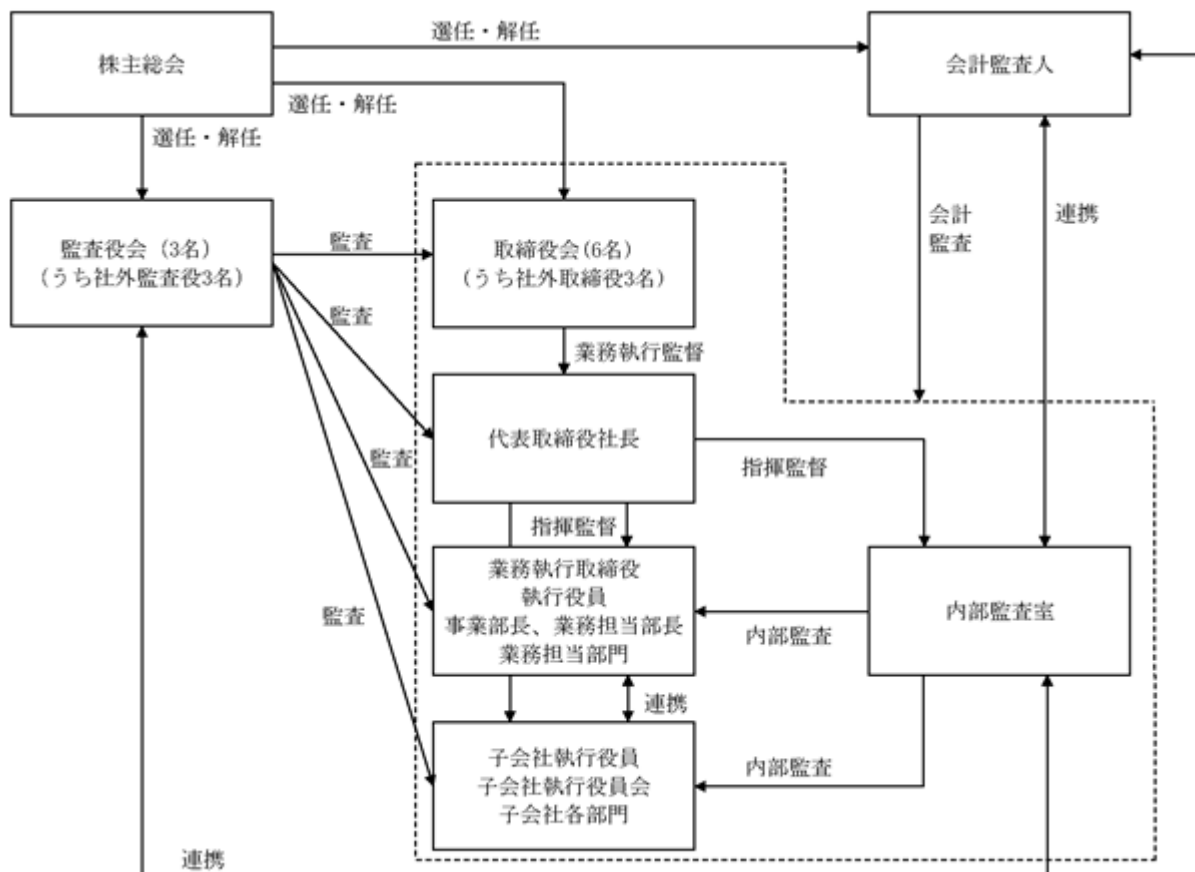 選任・解任
株主総会
会計監査人
選任・解任
選任・解任
監査役会（3名）
（うち社外監査役3名）
監査
取締役会(6名)
（うち社外取締役3名）
会計
監査
連携
監査
業務執行監督
代表取締役社長
監査
指揮監督
指揮監督
業務執行取締役
執行役員
事業部長、業務担当部長
業務担当部門
監査
内部監査
内部監査室
連携
子会社執行役員
子会社執行役員会
子会社各部門
内部監査
連携